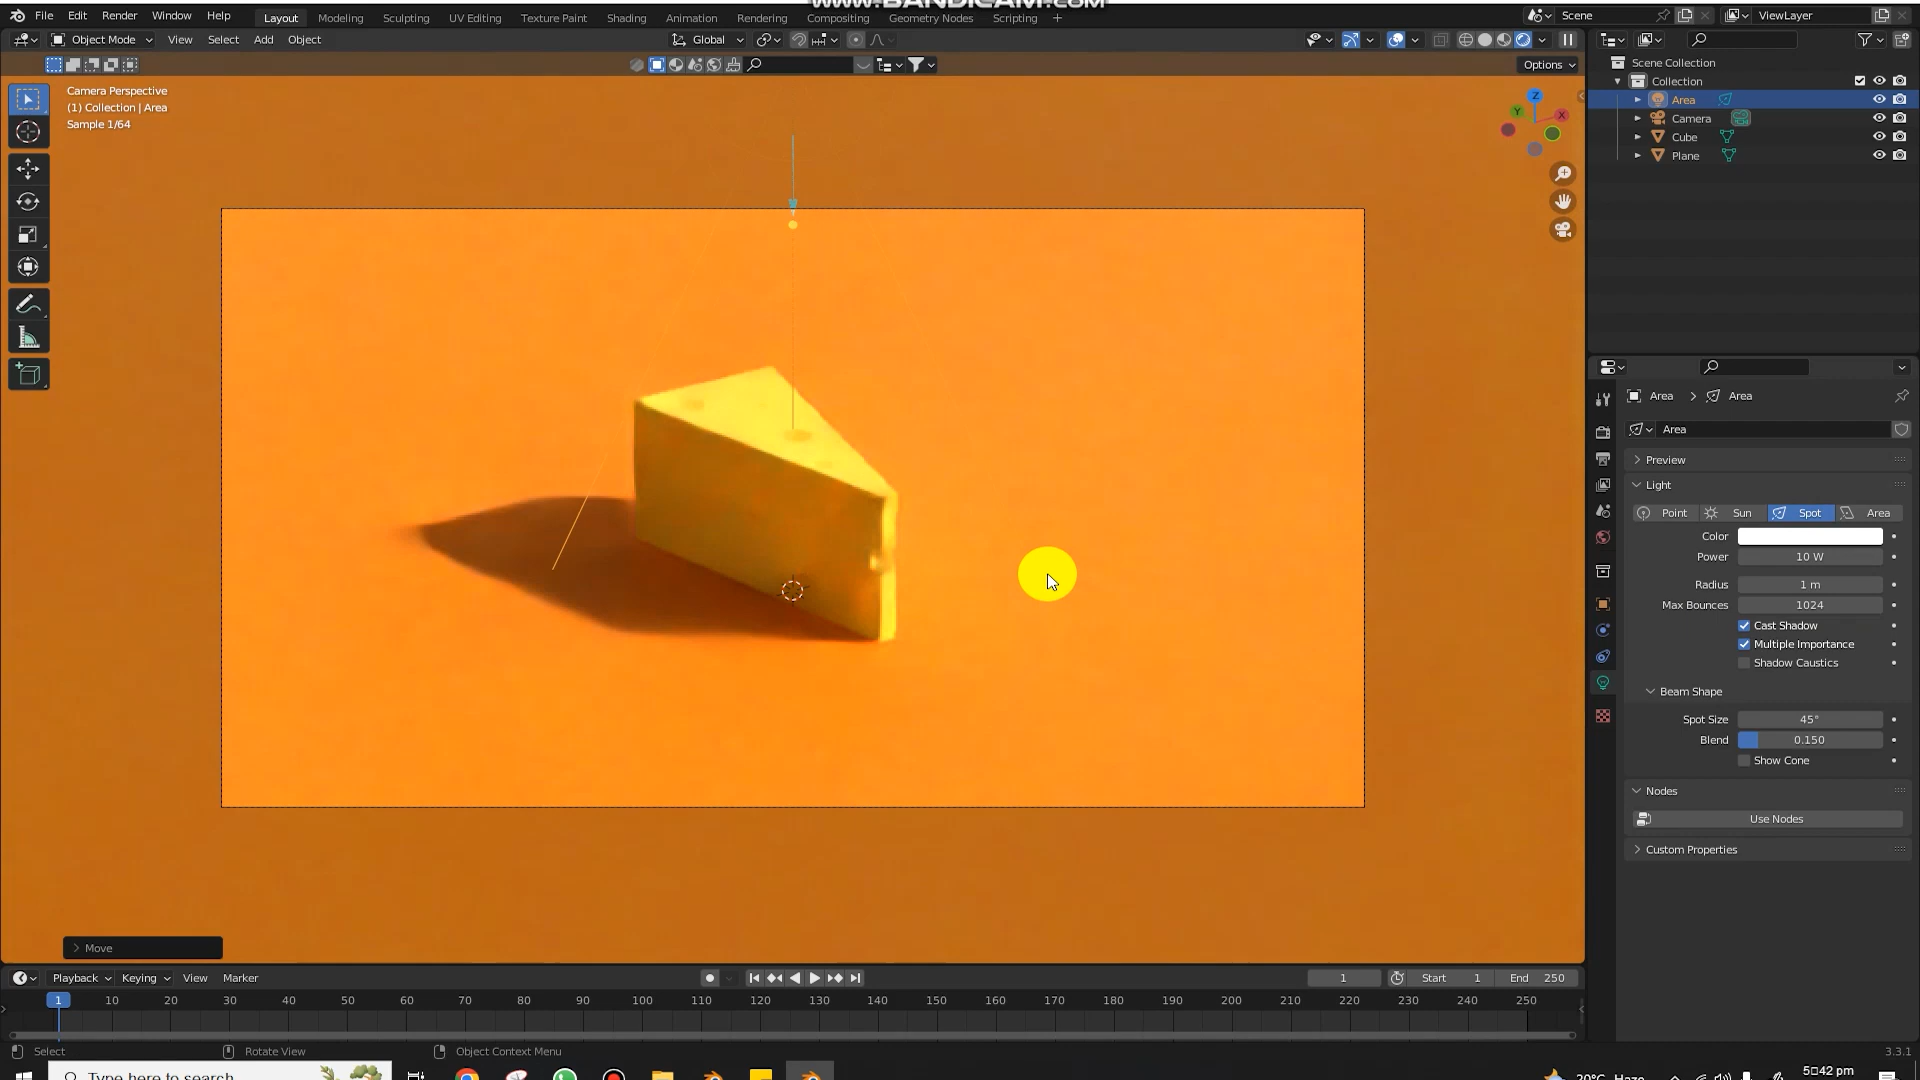 www.BANDICAM.com
File Edit Render Window Help Layout Modeling Sculpting UV Editing Texture Paint Shading Animation Rendering Compositing Geometry Nodes Scripting + Scene ViewLayer
Object Mode View Select Add Object Global
Options
Camera Perspective
(1) Collection | Area
Sample 1/64
Z
Y
X
Scene Collection
Collection
Area
Camera
Cube
Plane
Area > Area
Area
Preview
Light
Point Sun Spot Area
Color
Power 10 W
Radius 1 m
Max Bounces 1024
Cast Shadow
Multiple Importance
Shadow Caustics
Beam Shape
Spot Size 45°
Blend 0.150
Show Cone
Nodes
Use Nodes
Custom Properties
> Move
Playback Keying View Marker 1 Start 1 End 250
1 10 20 30 40 50 60 70 80 90 100 110 120 130 140 150 160 170 180 190 200 210 220 230 240 250
Select Rotate View Object Context Menu 3.3.1
Type here to search 20°C Haze 5:42 pm